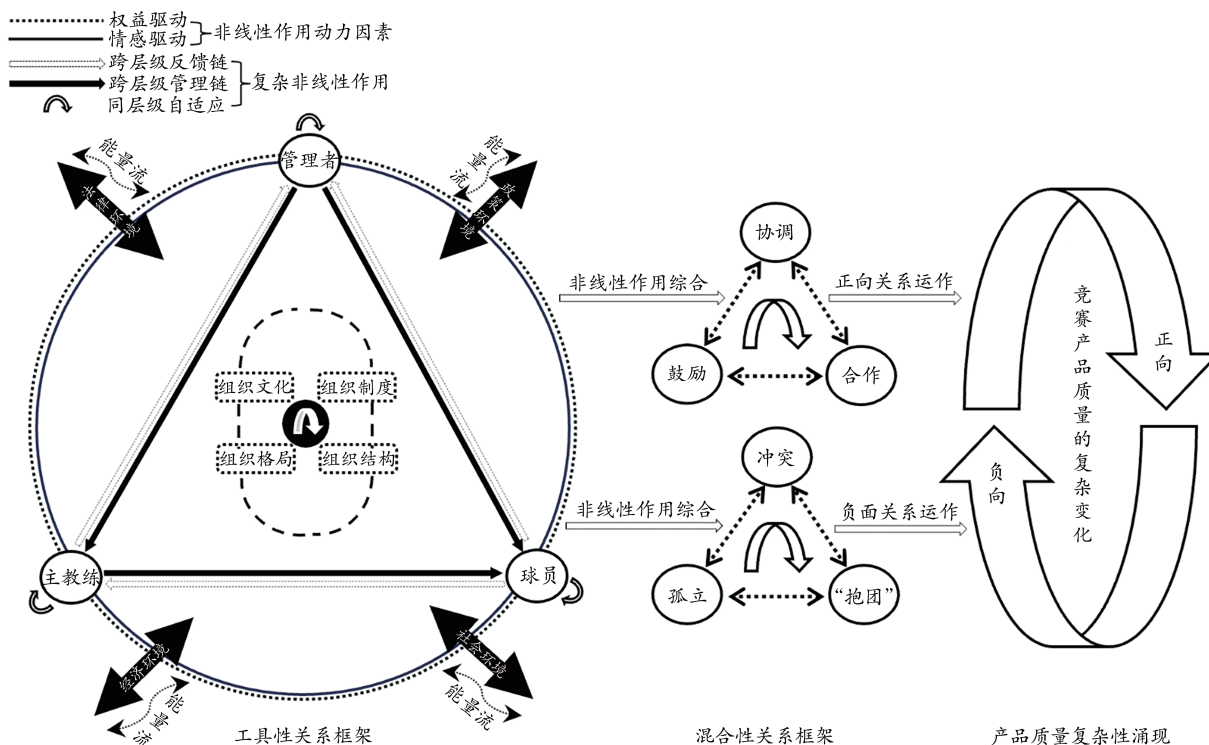 权益驱动
情感驱动
非线性作用动力因素
跨层级反馈链
跨层级管理链
同层级自适应
复杂非线性作用
能量流
能量流
政策环境
管理者
组织文化
组织制度
组织格局
组织结构
主教练
球员
经济环境
社会环境
能量流
能量流
工具性关系框架
非线性作用综合
协调
鼓励
合作
正向关系运作
非线性作用综合
冲突
孤立
“抱团”
负面关系运作
混合性关系框架
竞赛产品质量的复杂变化
正向
负向
产品质量复杂性涌现